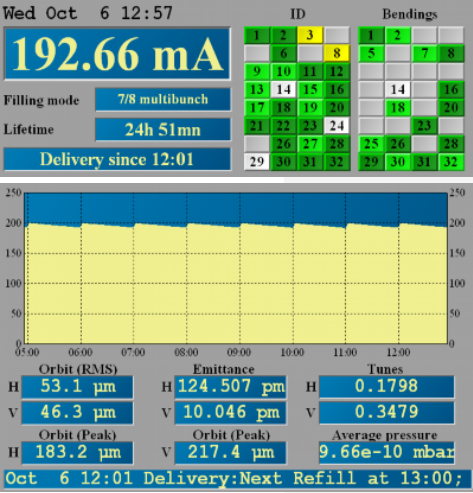 Wed Oct 6 12:57
192.66 mA
Filling mode 7/8 multibunch
Lifetime 24h 51mn
Delivery since 12:01
ID
1 2 3
6 8
9 10 11 12
13 14 15 16
17 18 19 20
21 22 23 24
26 27 28
29 30 31 32
Bendings
1 2
5 7 8
14 16
18 20
23
25 26 28
29 30 31 32
250 250
200 200
150 150
100 100
50 50
0 0
05:00 06:00 07:00 08:00 09:00 10:00 11:00 12:00
Orbit (RMS) Emittance Tunes
H 53.1 µm H 124.507 pm H 0.1798
V 46.3 µm V 10.046 pm V 0.3479
Orbit (Peak) Orbit (Peak) Average pressure
H 183.2 µm V 217.4 µm 9.66e-10 mbar
Oct 6 12:01 Delivery:Next Refill at 13:00;